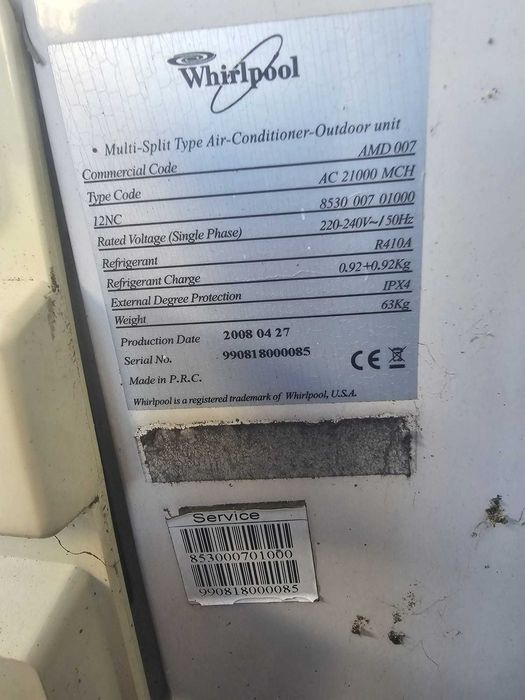 Whirlpool
• Multi-Split Type Air-Conditioner-Outdoor unit
Commercial Code AMD 007
Type Code AC 21000 MCH
12NC 8530 007 01000
Rated Voltage (Single Phase) 220-240V~/50Hz
Refrigerant R410A
Refrigerant Charge 0.92+0.92Kg
External Degree Protection IPX4
Weight 63Kg
Production Date 2008 04 27
Serial No. 990818000085
Made in P.R.C. CE
Whirlpool is a registered trademark of Whirlpool, U.S.A.
Service
853000701000
990818000085